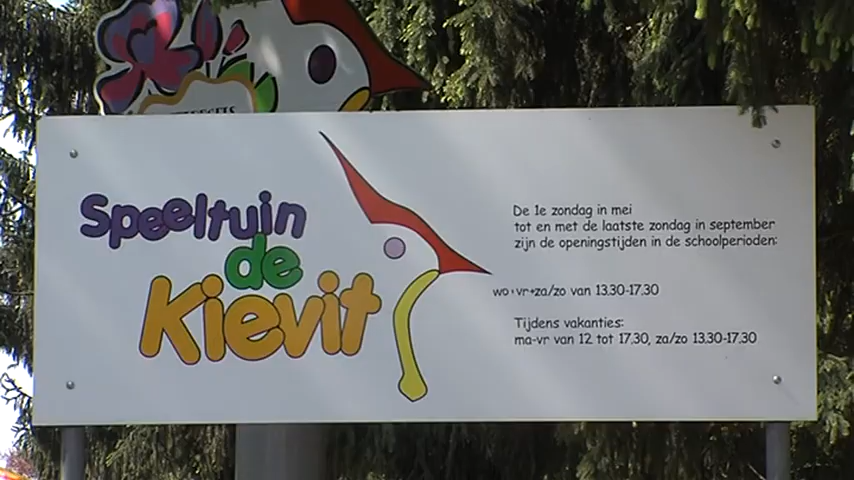 Speeltuin
de
Kievit
De 1e zondag in mei
tot en met de laatste zondag in september
zijn de openingstijden in de schoolperioden:
wo+vr+za/zo van 13.30-17.30
Tijdens vakanties:
ma-vr van 12 tot 17.30, za/zo 13.30-17.30